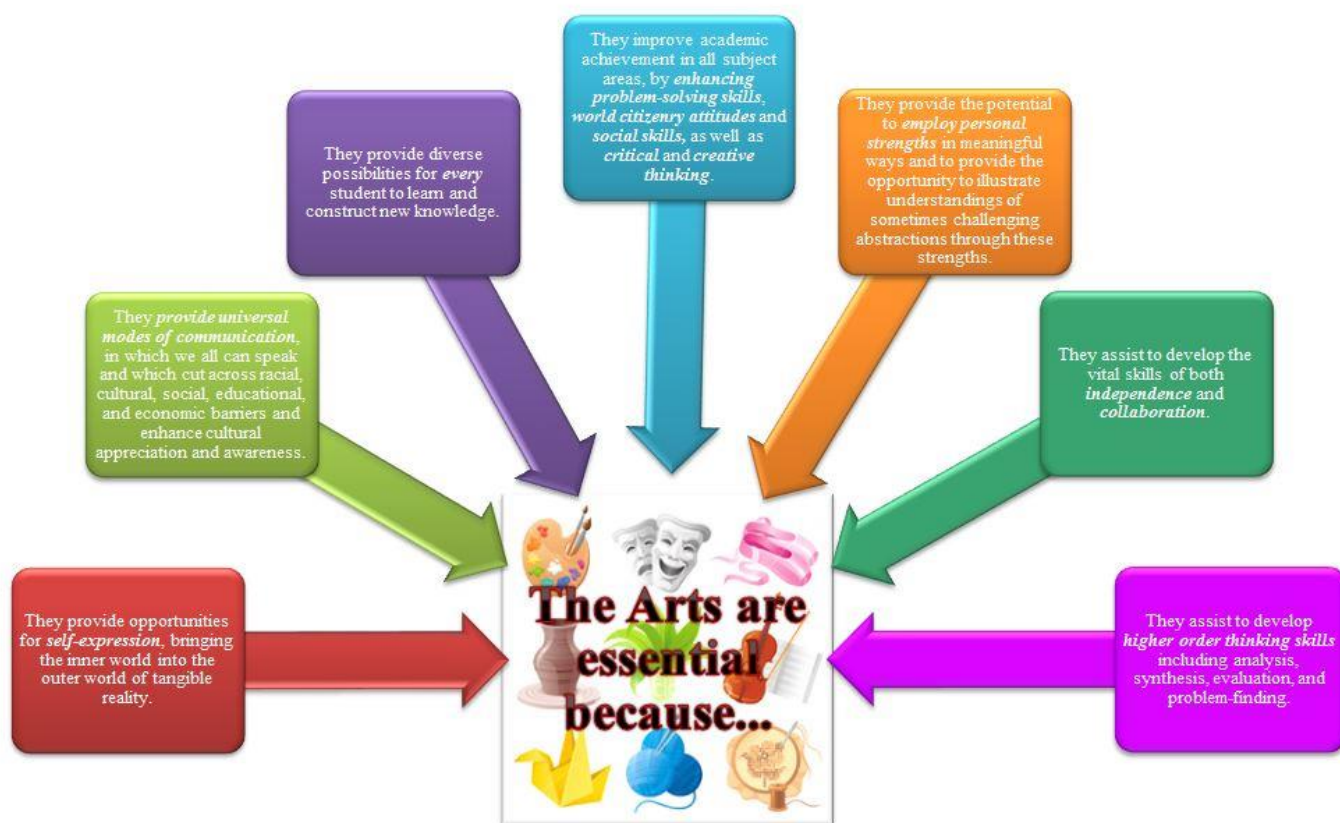 They improve academic
achievement in all subject
areas, by enhancing
problem-solving skills,
world citizenry attitudes and
social skills, as well as
critical and creative
thinking.
They provide diverse
possibilities for every
student to learn and
construct new knowledge.
They provide the potential
to employ personal
strengths in meaningful
ways and to provide the
opportunity to illustrate
understandings of
sometimes challenging
abstractions through these
strengths.
They provide universal
modes of communication,
in which we all can speak
and which cut across racial,
cultural, social, educational,
and economic barriers and
enhance cultural
appreciation and awareness.
They assist to develop the
vital skills of both
independence and
collaboration.
They provide opportunities
for self-expression, bringing
the inner world into the
outer world of tangible
reality.
The Arts are
essential
because...
They assist to develop
higher order thinking skills
including analysis,
synthesis, evaluation, and
problem-finding.